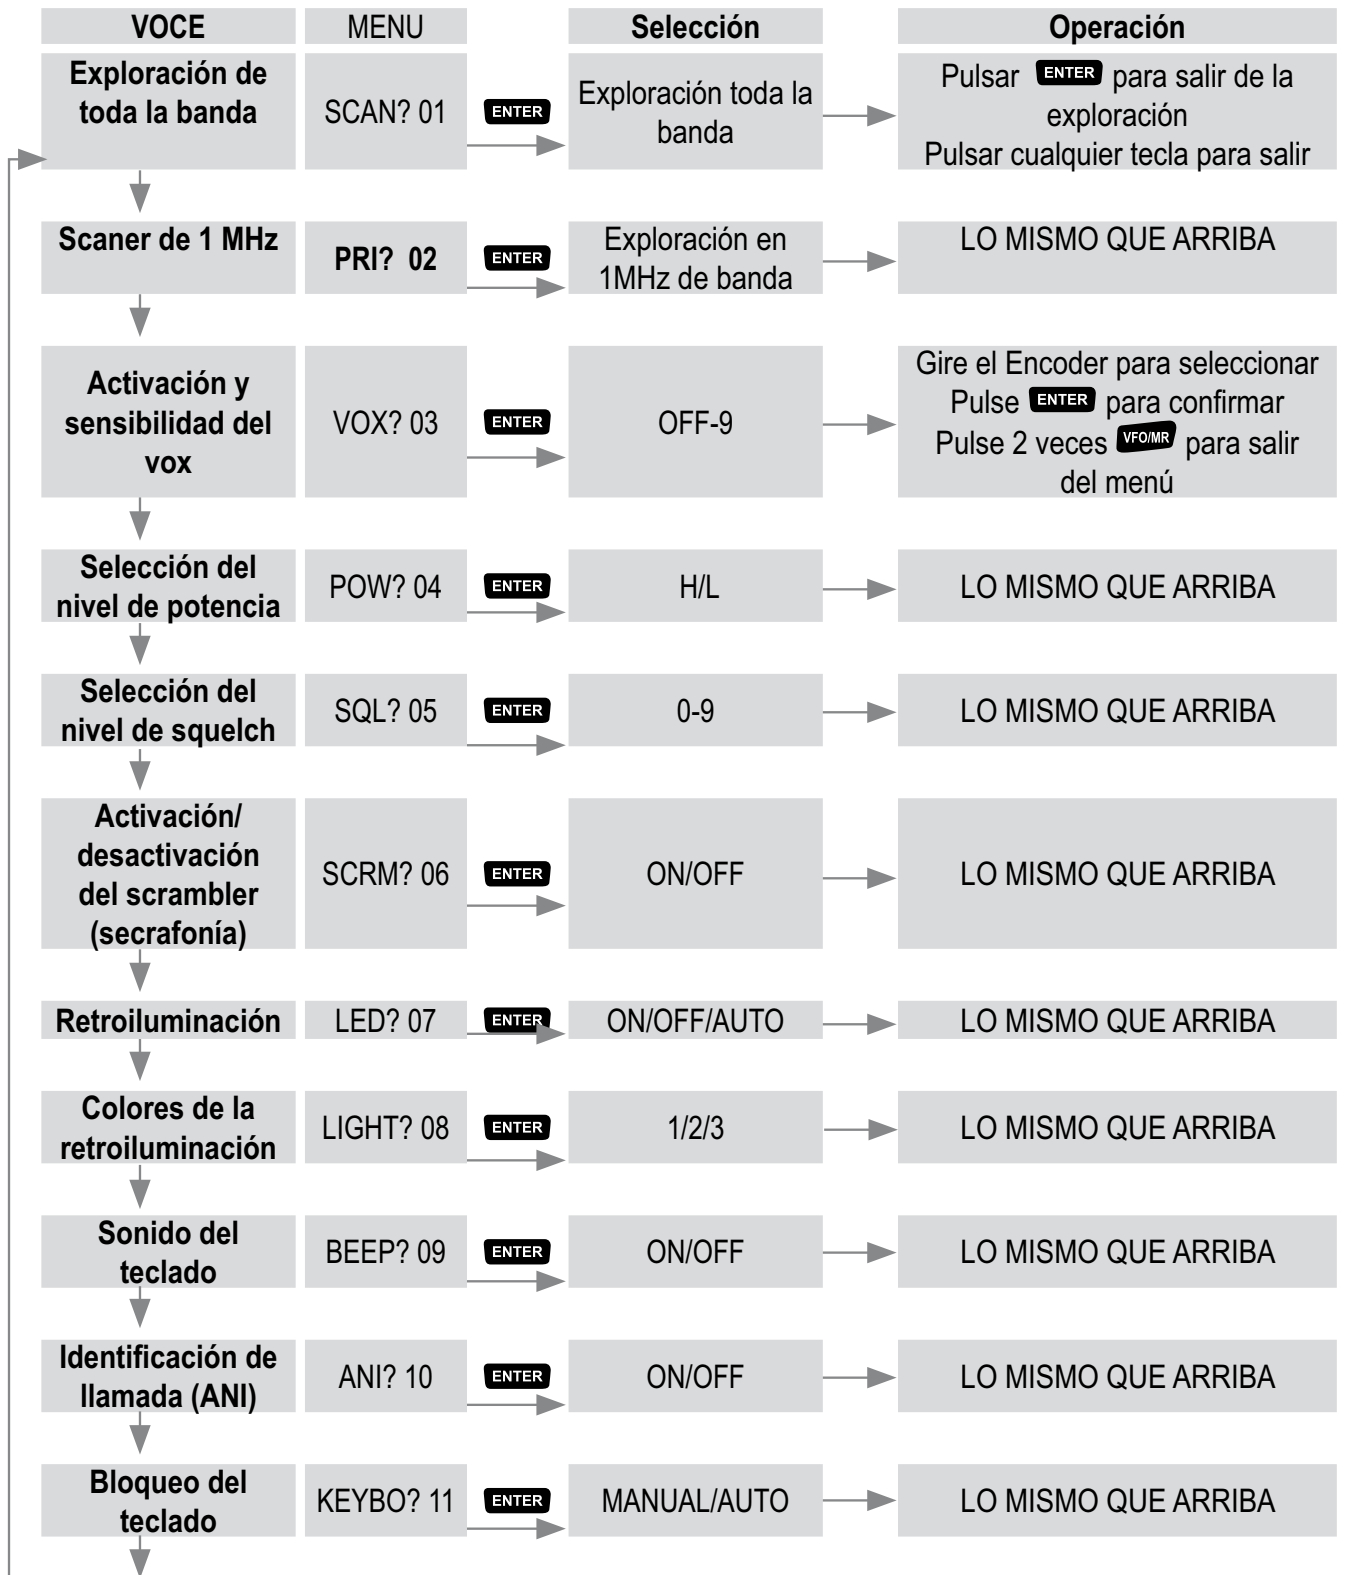 VOCE MENU Selección Operación
Exploración de
toda la banda
SCAN? 01
ENTER
Exploración toda la
banda
Pulsar ENTER para salir de la
exploración
Pulsar cualquier tecla para salir
Scaner de 1 MHz
PRI? 02
ENTER
Exploración en
1MHz de banda
LO MISMO QUE ARRIBA
Activación y
sensibilidad del
vox
VOX? 03
ENTER
OFF-9
Gire el Encoder para seleccionar
Pulse ENTER para confirmar
Pulse 2 veces VFO/MR para salir
del menú
Selección del
nivel de potencia
POW? 04
ENTER
H/L
LO MISMO QUE ARRIBA
Selección del
nivel de squelch
SQL? 05
ENTER
0-9
LO MISMO QUE ARRIBA
Activación/
desactivación
del scrambler
(secrafonía)
SCRM? 06
ENTER
ON/OFF
LO MISMO QUE ARRIBA
Retroiluminación
LED? 07
ENTER
ON/OFF/AUTO
LO MISMO QUE ARRIBA
Colores de la
retroiluminación
LIGHT? 08
ENTER
1/2/3
LO MISMO QUE ARRIBA
Sonido del
teclado
BEEP? 09
ENTER
ON/OFF
LO MISMO QUE ARRIBA
Identificación de
llamada (ANI)
ANI? 10
ENTER
ON/OFF
LO MISMO QUE ARRIBA
Bloqueo del
teclado
KEYBO? 11
ENTER
MANUAL/AUTO
LO MISMO QUE ARRIBA